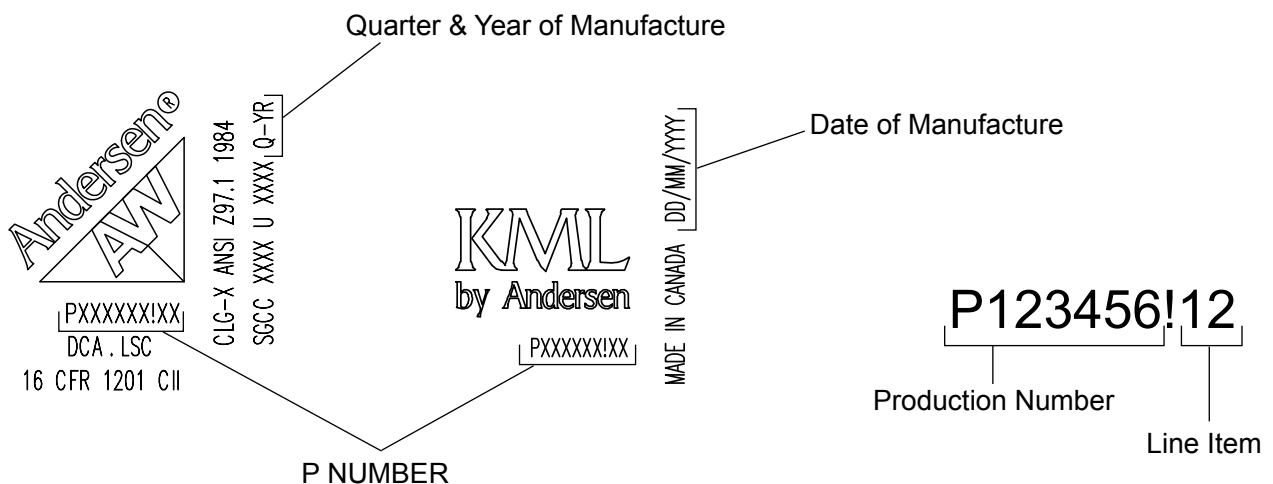 Quarter & Year of Manufacture
Andersen®
AW
CLG-X ANSI Z97.1 1984
SGCC XXXX U XXXX Q-YR
PXXXXXX!XX
DCA.LSC
16 CFR 1201 CII
KML
by Andersen
PXXXXXX!XX
MADE IN CANADA DD/MM/YYYY
Date of Manufacture
P NUMBER
P123456!12
Production Number
Line Item